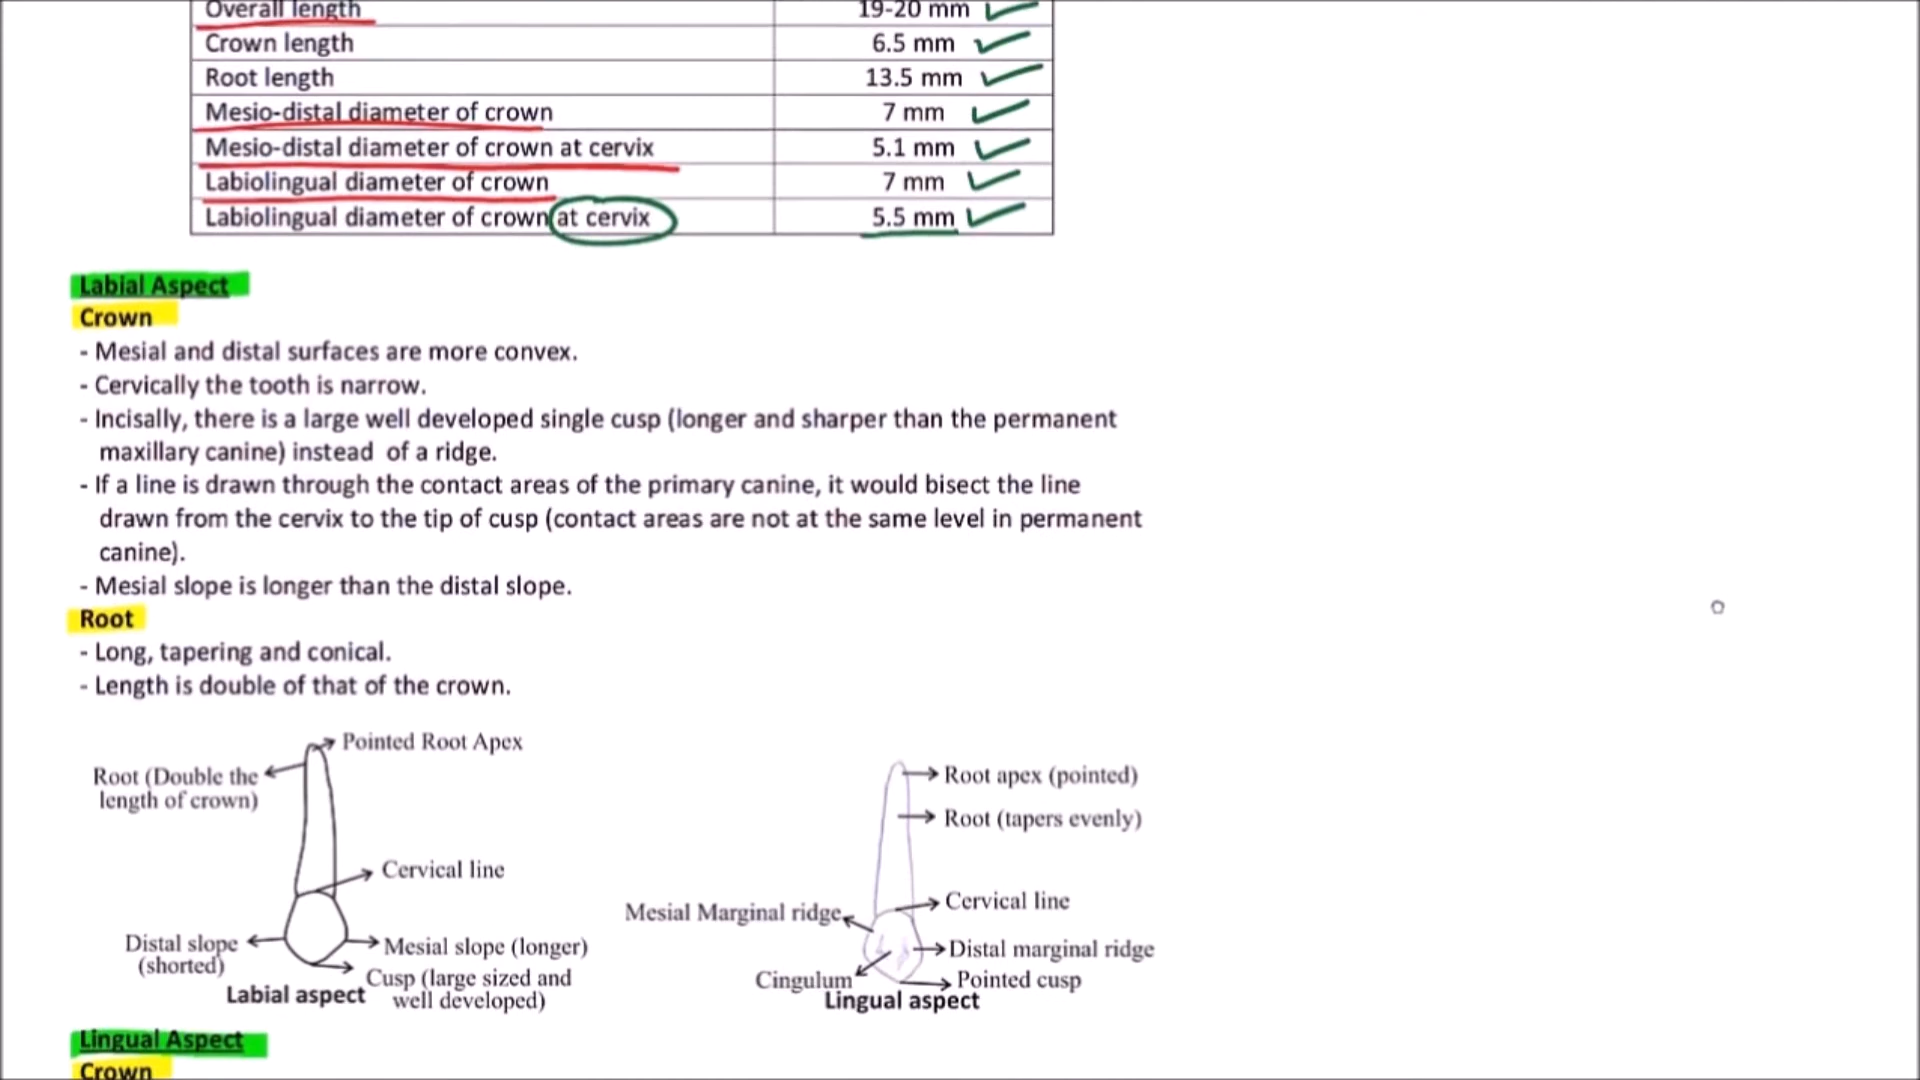 Overall length 19-20 mm
Crown length 6.5 mm
Root length 13.5 mm
Mesio-distal diameter of crown 7 mm
Mesio-distal diameter of crown at cervix 5.1 mm
Labiolingual diameter of crown 7 mm
Labiolingual diameter of crown at cervix 5.5 mm
Labial Aspect
Crown
- Mesial and distal surfaces are more convex.
- Cervically the tooth is narrow.
- Incisally, there is a large well developed single cusp (longer and sharper than the permanent
maxillary canine) instead of a ridge.
- If a line is drawn through the contact areas of the primary canine, it would bisect the line
drawn from the cervix to the tip of cusp (contact areas are not at the same level in permanent
canine).
- Mesial slope is longer than the distal slope.
Root
- Long, tapering and conical.
- Length is double of that of the crown.
Pointed Root Apex
Root (Double the
length of crown)
Cervical line
Distal slope
(shorted)
Mesial slope (longer)
Cusp (large sized and
well developed)
Labial aspect
Root apex (pointed)
Root (tapers evenly)
Cervical line
Mesial Marginal ridge
Distal marginal ridge
Cingulum
Pointed cusp
Lingual aspect
Lingual Aspect
Crown